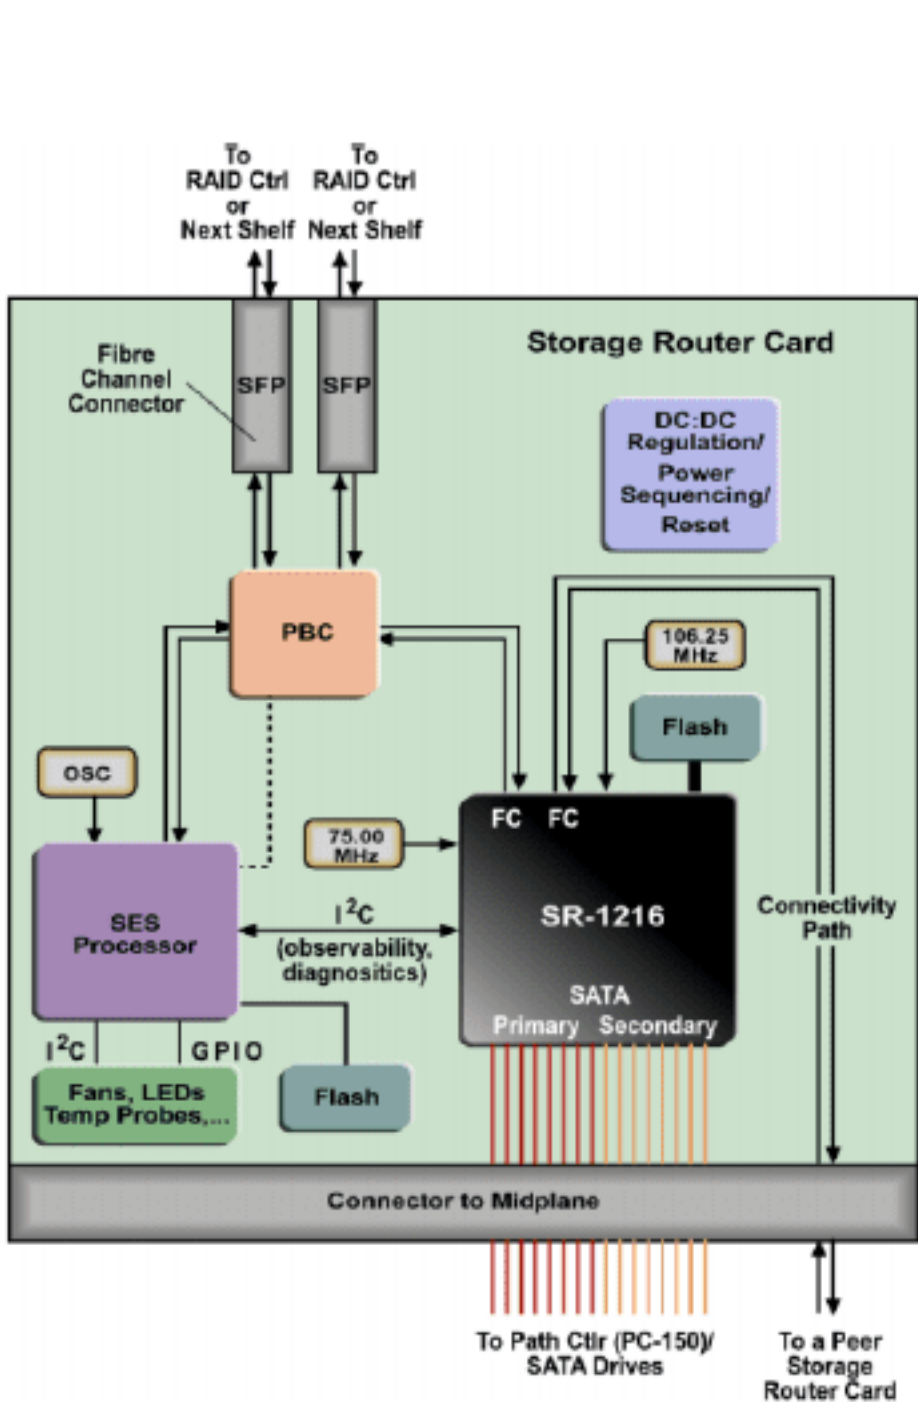 To
RAID Ctrl
or
Next Shelf
To
RAID Ctrl
or
Next Shelf
Storage Router Card
Fibre
Channel
Connector
SFP
SFP
DC:DC
Regulation/
Power
Sequencing/
Reset
PBC
106.25
MHz
Flash
OSC
75.00
MHz
FC FC
SR-1216
SATA
Primary Secondary
Connectivity
Path
SES
Processor
I²C
(observability,
diagnositics)
I²C
GPIO
Fans, LEDs
Temp Probes,...
Flash
Connector to Midplane
To Path Ctlr (PC-150)/
SATA Drives
To a Peer
Storage
Router Card